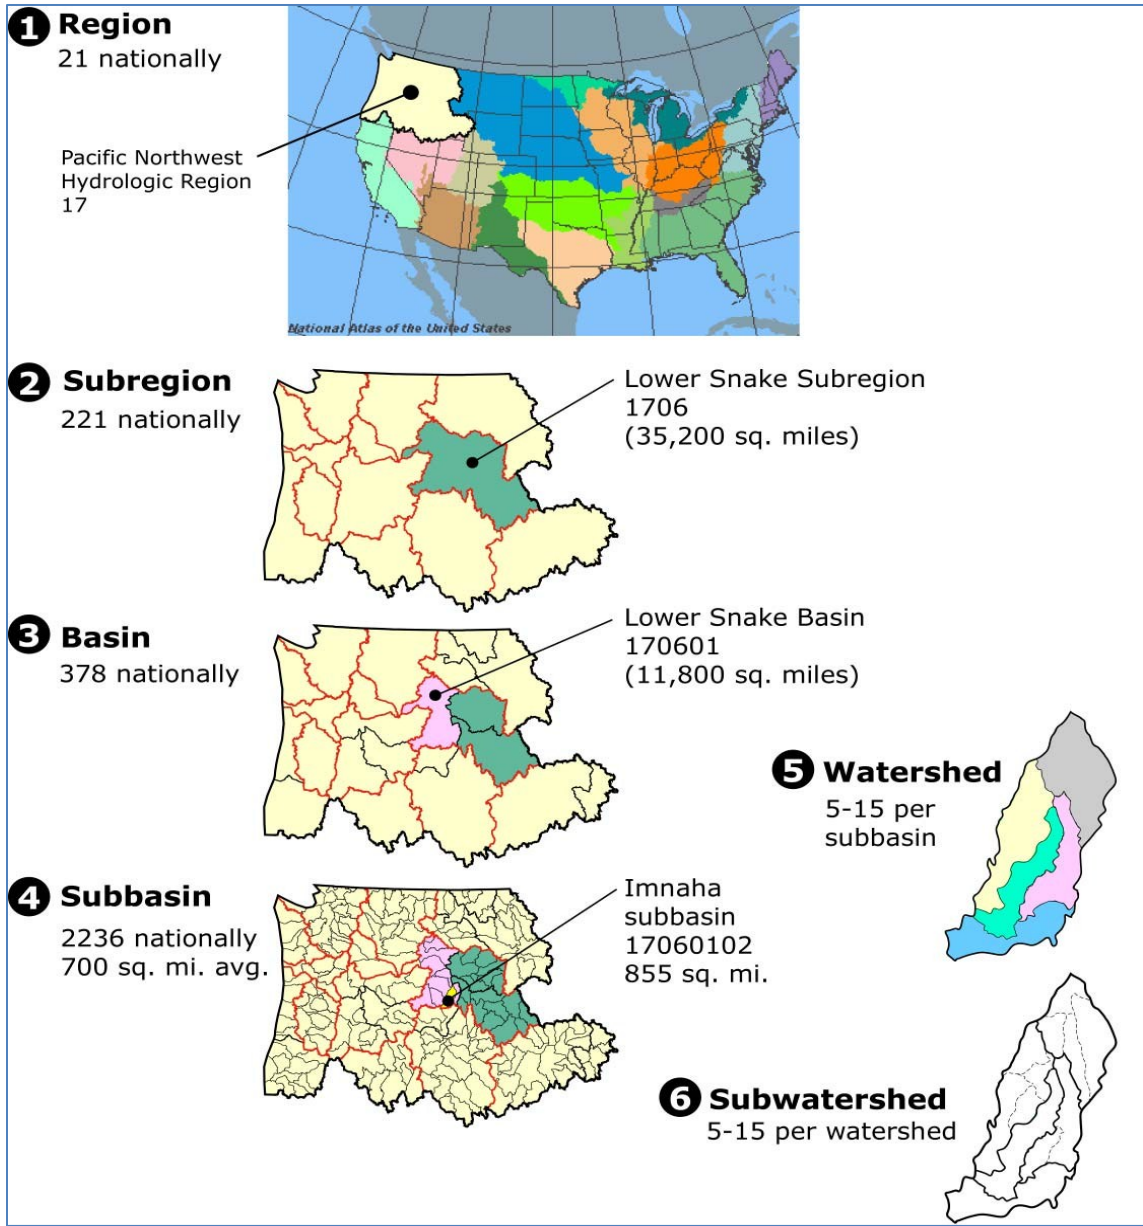 1 Region
21 nationally
Pacific Northwest
Hydrologic Region
17
National Atlas of the United States
2 Subregion
221 nationally
Lower Snake Subregion
1706
(35,200 sq. miles)
3 Basin
378 nationally
Lower Snake Basin
170601
(11,800 sq. miles)
4 Subbasin
2236 nationally
700 sq. mi. avg.
Imnaha
subbasin
17060102
855 sq. mi.
5 Watershed
5-15 per
subbasin
6 Subwatershed
5-15 per watershed